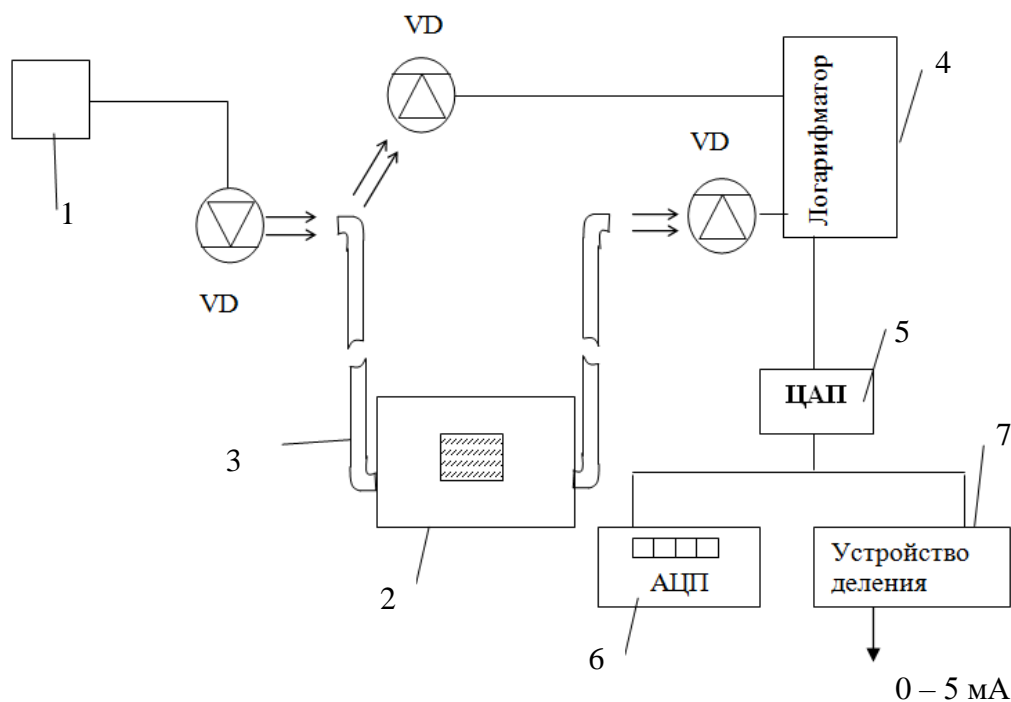 VD
VD
VD
1
Логарифматор
4
3
2
ЦАП
5
АЦП
6
Устройство
деления
7
0 – 5 мА